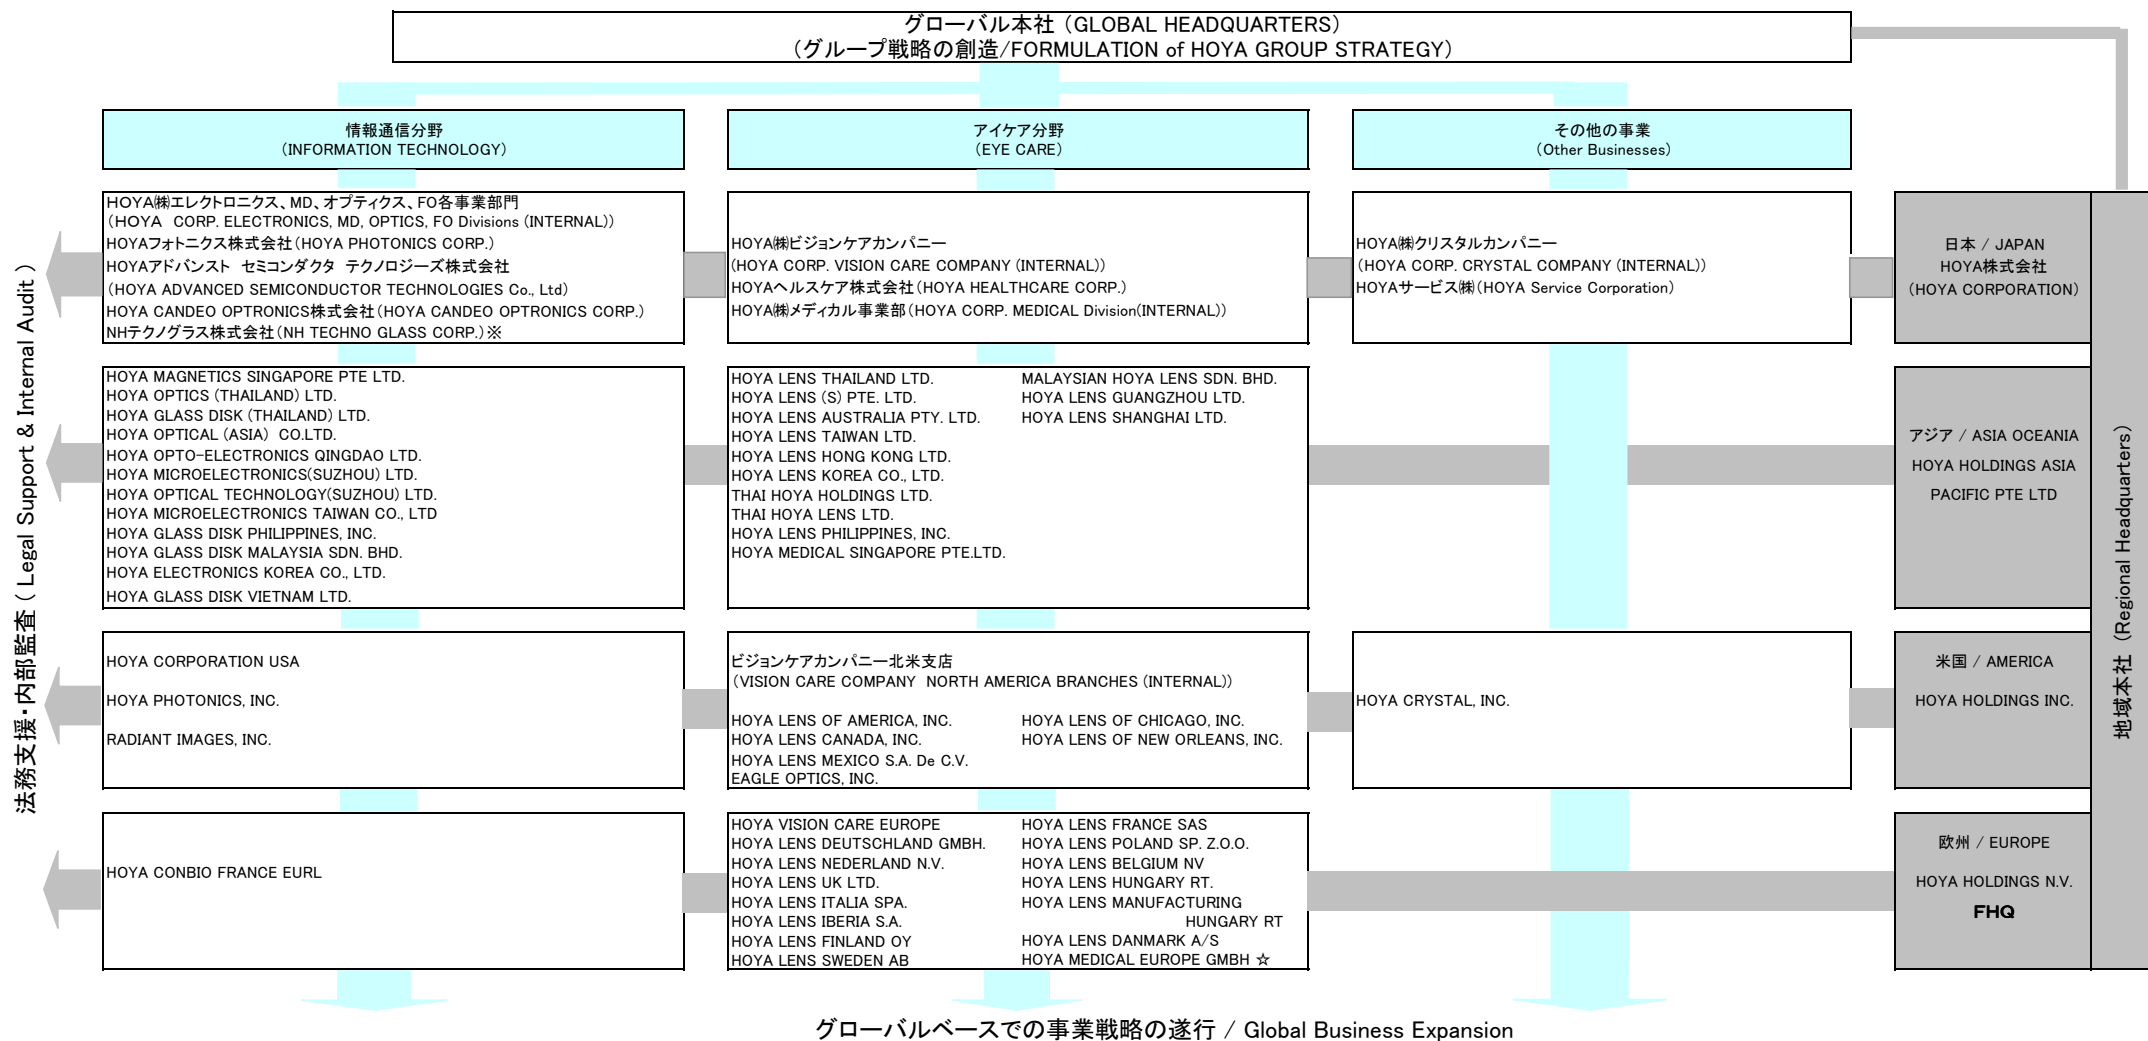 グローバル本社（GLOBAL HEADQUARTERS）
（グループ戦略の創造/FORMULATION of HOYA GROUP STRATEGY）
情報通信分野
（INFORMATION TECHNOLOGY）
アイケア分野
（EYE CARE）
その他の事業
（Other Businesses）
HOYA㈱エレクトロニクス、MD、オプティクス、FO各事業部門
（HOYA　CORP. ELECTRONICS, MD, OPTICS, FO Divisions (INTERNAL)）
HOYAフォトニクス株式会社（HOYA PHOTONICS CORP.）
HOYAアドバンスト　セミコンダクタ　テクノロジーズ株式会社
（HOYA ADVANCED SEMICONDUCTOR TECHNOLOGIES Co., Ltd）
HOYA CANDEO OPTRONICS株式会社（HOYA CANDEO OPTRONICS CORP.）
NHテクノグラス株式会社（NH TECHNO GLASS CORP.）※
HOYA㈱ビジョンケアカンパニー
（HOYA CORP. VISION CARE COMPANY (INTERNAL)）
HOYAヘルスケア株式会社（HOYA HEALTHCARE CORP.）
HOYA㈱メディカル事業部（HOYA CORP. MEDICAL Division(INTERNAL)）
HOYA㈱クリスタルカンパニー
（HOYA CORP. CRYSTAL COMPANY (INTERNAL)）
HOYAサービス㈱（HOYA Service Corporation）
日本 / JAPAN
HOYA株式会社
（HOYA CORPORATION）
HOYA MAGNETICS SINGAPORE PTE LTD.
HOYA OPTICS (THAILAND) LTD.
HOYA GLASS DISK (THAILAND) LTD.
HOYA OPTICAL (ASIA) CO.LTD.
HOYA OPTO-ELECTRONICS QINGDAO LTD.
HOYA MICROELECTRONICS(SUZHOU) LTD.
HOYA OPTICAL TECHNOLOGY(SUZHOU) LTD.
HOYA MICROELECTRONICS TAIWAN CO., LTD
HOYA GLASS DISK PHILIPPINES, INC.
HOYA GLASS DISK MALAYSIA SDN. BHD.
HOYA ELECTRONICS KOREA CO., LTD.
HOYA GLASS DISK VIETNAM LTD.
HOYA LENS THAILAND LTD.
HOYA LENS (S) PTE. LTD.
HOYA LENS AUSTRALIA PTY. LTD.
HOYA LENS TAIWAN LTD.
HOYA LENS HONG KONG LTD.
HOYA LENS KOREA CO., LTD.
THAI HOYA HOLDINGS LTD.
THAI HOYA LENS LTD.
HOYA LENS PHILIPPINES, INC.
HOYA MEDICAL SINGAPORE PTE.LTD.
MALAYSIAN HOYA LENS SDN. BHD.
HOYA LENS GUANGZHOU LTD.
HOYA LENS SHANGHAI LTD.
アジア / ASIA OCEANIA
HOYA HOLDINGS ASIA
PACIFIC PTE LTD
HOYA CORPORATION USA
HOYA PHOTONICS, INC.
RADIANT IMAGES, INC.
ビジョンケアカンパニー北米支店
（VISION CARE COMPANY  NORTH AMERICA BRANCHES (INTERNAL)）
HOYA LENS OF AMERICA, INC.
HOYA LENS CANADA, INC.
HOYA LENS MEXICO S.A. De C.V.
EAGLE OPTICS, INC.
HOYA LENS OF CHICAGO, INC.
HOYA LENS OF NEW ORLEANS, INC.
HOYA CRYSTAL, INC.
米国 / AMERICA
HOYA HOLDINGS INC.
HOYA CONBIO FRANCE EURL
HOYA VISION CARE EUROPE
HOYA LENS DEUTSCHLAND GMBH.
HOYA LENS NEDERLAND N.V.
HOYA LENS UK LTD.
HOYA LENS ITALIA SPA.
HOYA LENS IBERIA S.A.
HOYA LENS FINLAND OY
HOYA LENS SWEDEN AB
HOYA LENS FRANCE SAS
HOYA LENS POLAND SP. Z.O.O.
HOYA LENS BELGIUM NV
HOYA LENS HUNGARY RT.
HOYA LENS MANUFACTURING
HUNGARY RT
HOYA LENS DANMARK A/S
HOYA MEDICAL EUROPE GMBH ☆
欧州 / EUROPE
HOYA HOLDINGS N.V.
FHQ
地域本社 （Regional Headquarters）
法務支援・内部監査（ Legal Support & Internal Audit ）
グローバルベースでの事業戦略の遂行 / Global Business Expansion